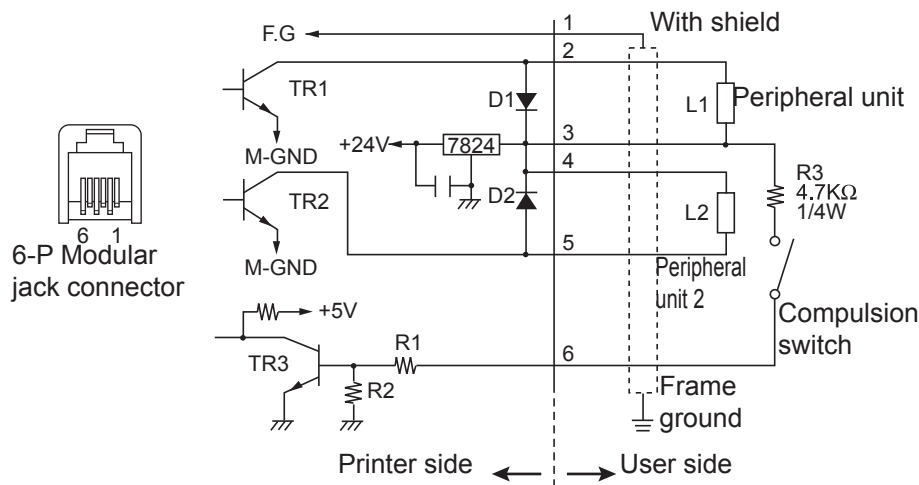 1
With shield
F.G
2
TR1
D1
L1
Peripheral unit
M-GND
+24V
7824
3
4
R3
4.7KΩ
1/4W
TR2
D2
L2
6 1
6-P Modular
jack connector
M-GND
5
Peripheral
unit 2
+5V
Compulsion
switch
R1
6
TR3
R2
Frame
ground
Printer side
User side